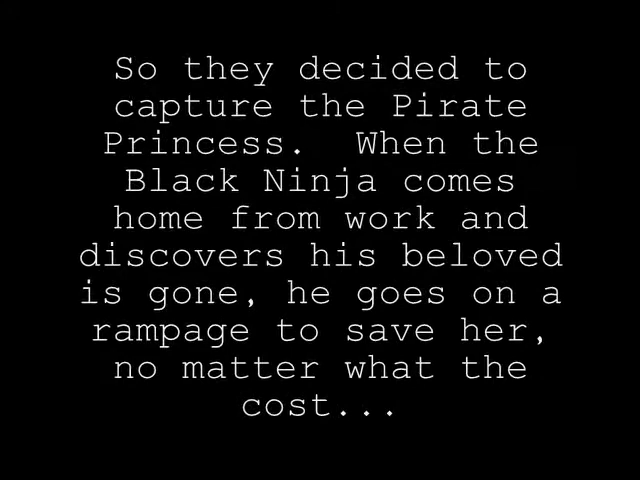 So they decided to
capture the Pirate
Princess.  When the
Black Ninja comes
home from work and
discovers his beloved
is gone, he goes on a
rampage to save her,
no matter what the
cost...